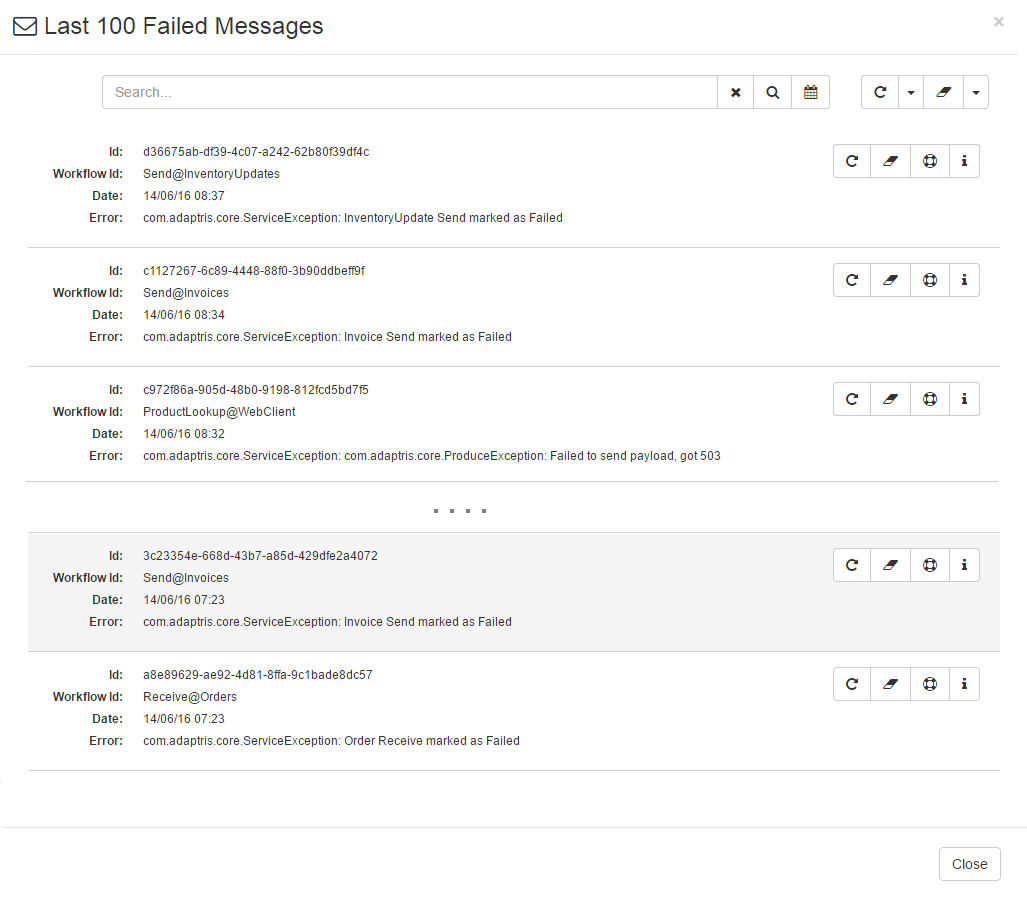 Last 100 Failed Messages
×
Search...
Id: d36675ab-df39-4c07-a242-62b80f39df4c
Workflow Id: Send@InventoryUpdates
Date: 14/06/16 08:37
Error: com.adaptris.core.ServiceException: InventoryUpdate Send marked as Failed
Id: c1127267-6c89-4448-88f0-3b90ddbeff9f
Workflow Id: Send@Invoices
Date: 14/06/16 08:34
Error: com.adaptris.core.ServiceException: Invoice Send marked as Failed
Id: c972f86a-905d-48b0-9198-812fcd5bd7f5
Workflow Id: ProductLookup@WebClient
Date: 14/06/16 08:32
Error: com.adaptris.core.ServiceException: com.adaptris.core.ProduceException: Failed to send payload, got 503
. . . .
Id: 3c23354e-668d-43b7-a85d-429dfe2a4072
Workflow Id: Send@Invoices
Date: 14/06/16 07:23
Error: com.adaptris.core.ServiceException: Invoice Send marked as Failed
Id: a8e89629-ae92-4d81-8ffa-9c1bade8dc57
Workflow Id: Receive@Orders
Date: 14/06/16 07:23
Error: com.adaptris.core.ServiceException: Order Receive marked as Failed
Close